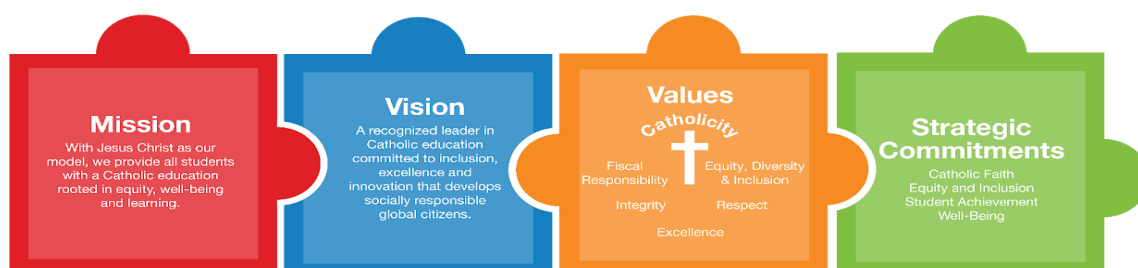 Mission
With Jesus Christ as our
model, we provide all students
with a Catholic education
rooted in equity, well-being
and learning.
Vision
A recognized leader in
Catholic education
committed to inclusion,
excellence and
innovation that develops
socially responsible
global citizens.
Values
Catholicity
Fiscal
Responsibility
Equity, Diversity
& Inclusion
Integrity
Respect
Excellence
Strategic
Commitments
Catholic Faith
Equity and Inclusion
Student Achievement
Well-Being